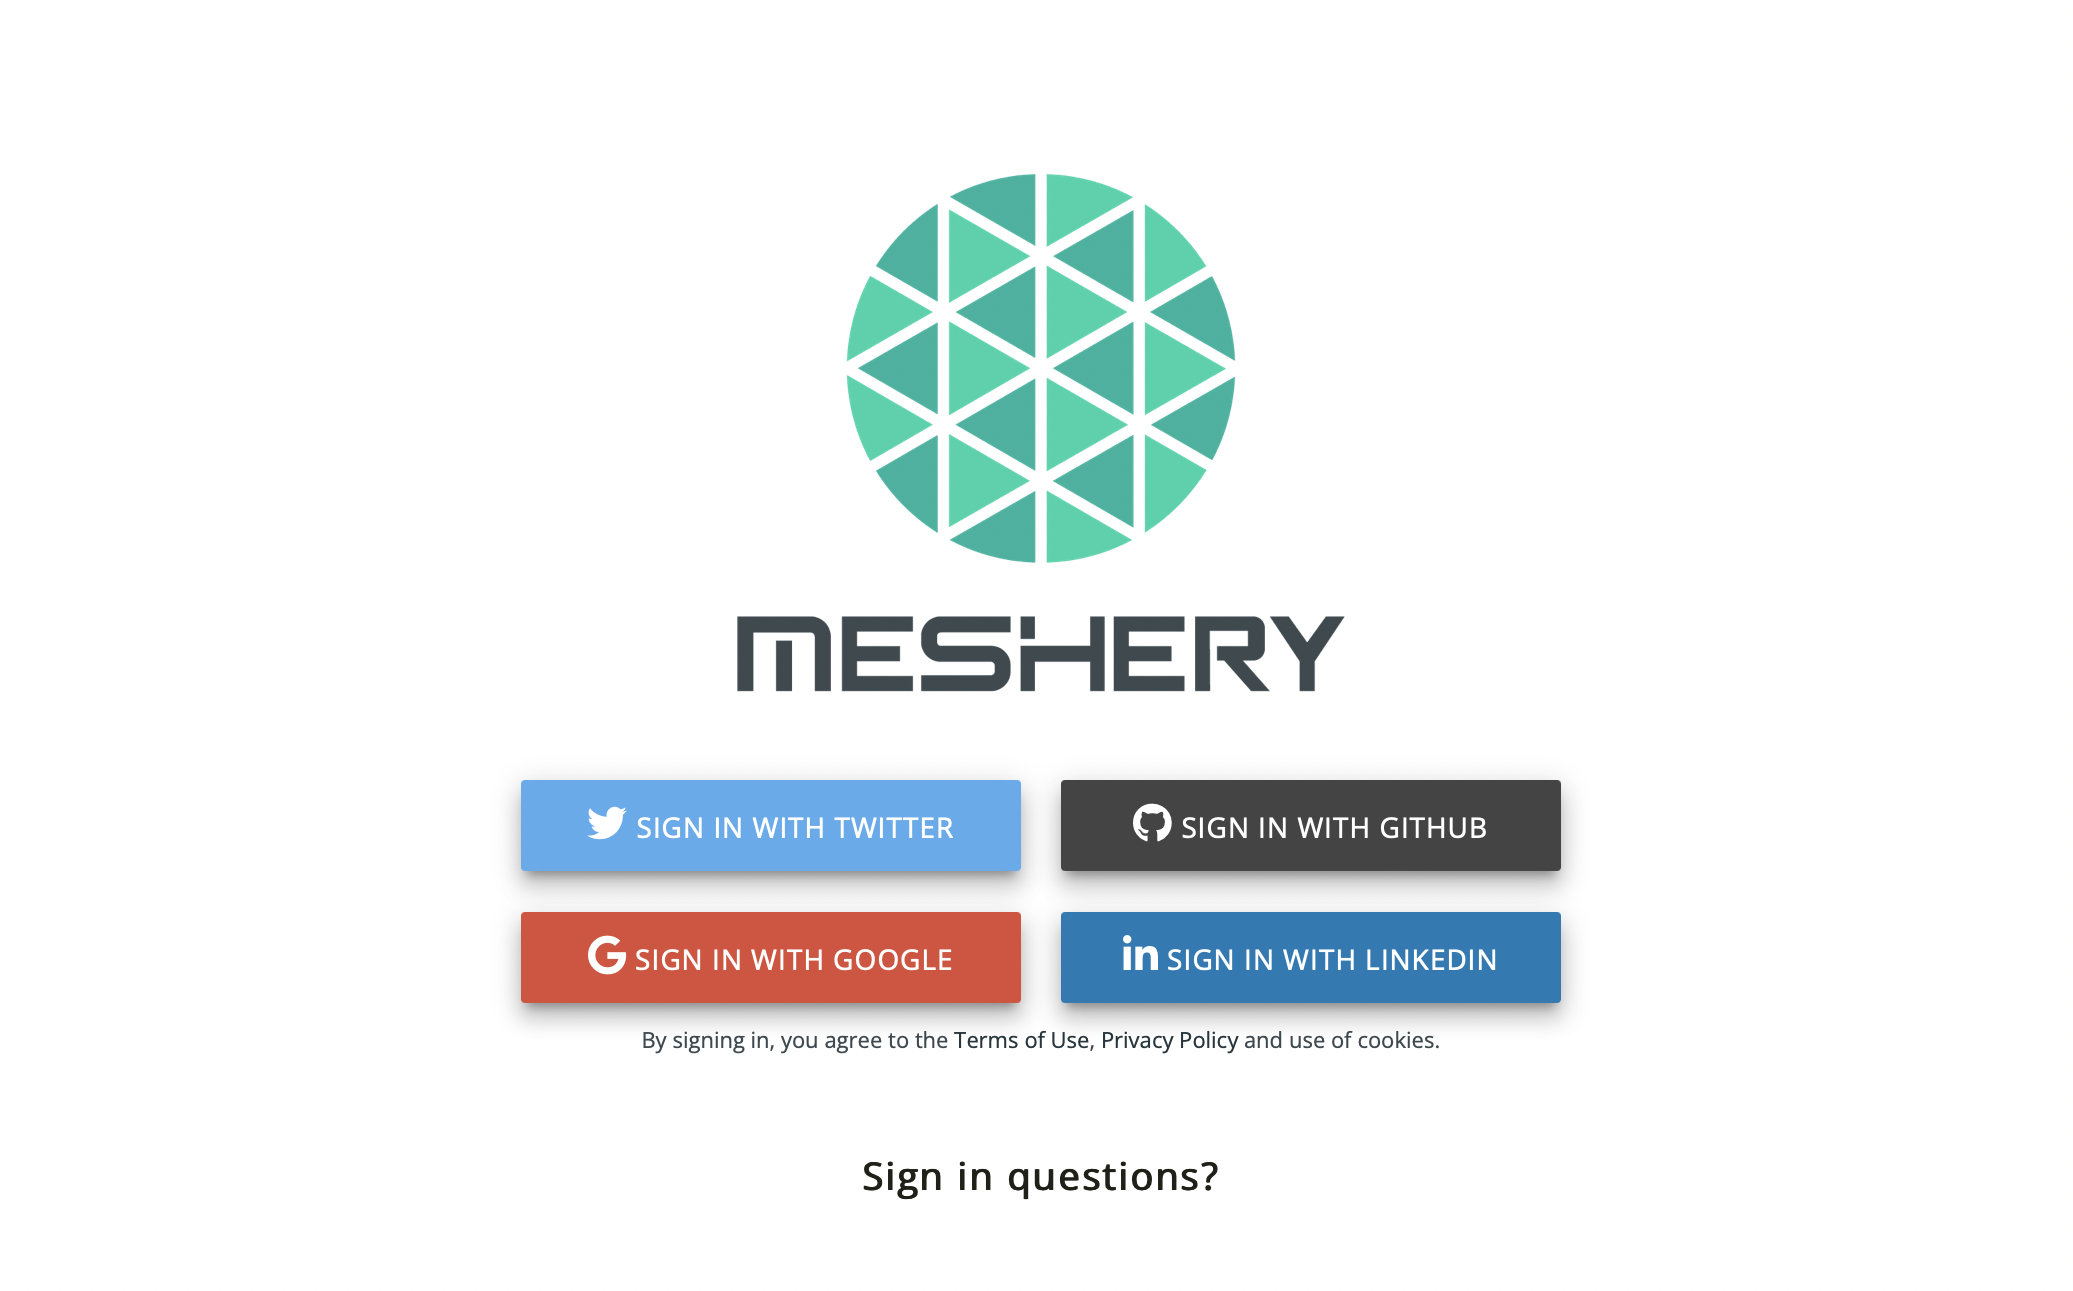 MESHERY
SIGN IN WITH TWITTER
SIGN IN WITH GITHUB
SIGN IN WITH GOOGLE
SIGN IN WITH LINKEDIN
By signing in, you agree to the Terms of Use, Privacy Policy and use of cookies.
Sign in questions?